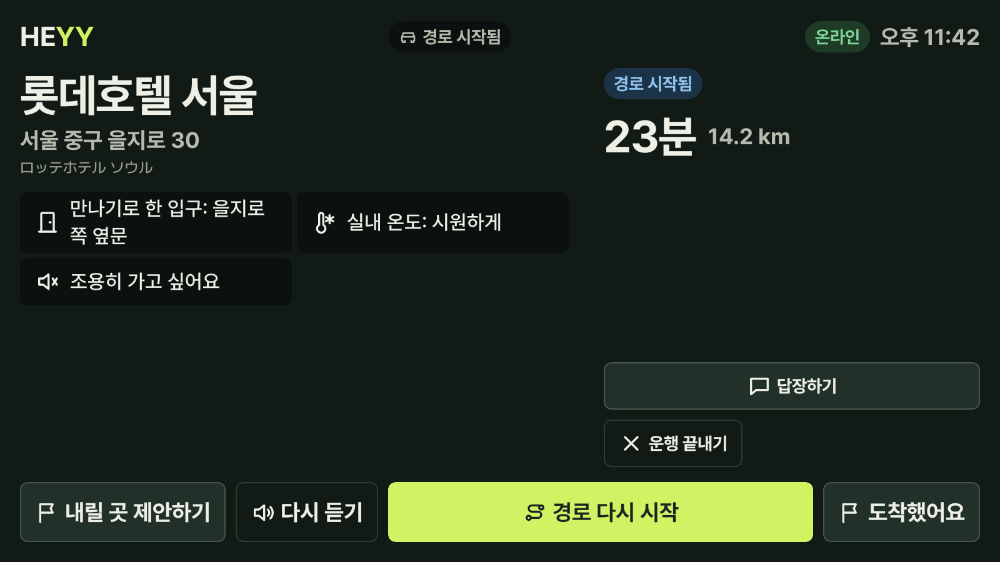 HEYY
경로 시작됨
온라인
오후 11:42
롯데호텔 서울
서울 중구 을지로 30
ロッテホテル ソウル
경로 시작됨
23분
14.2 km
만나기로 한 입구: 을지로
쪽 옆문
실내 온도: 시원하게
조용히 가고 싶어요
답장하기
운행 끝내기
내릴 곳 제안하기
다시 듣기
경로 다시 시작
도착했어요